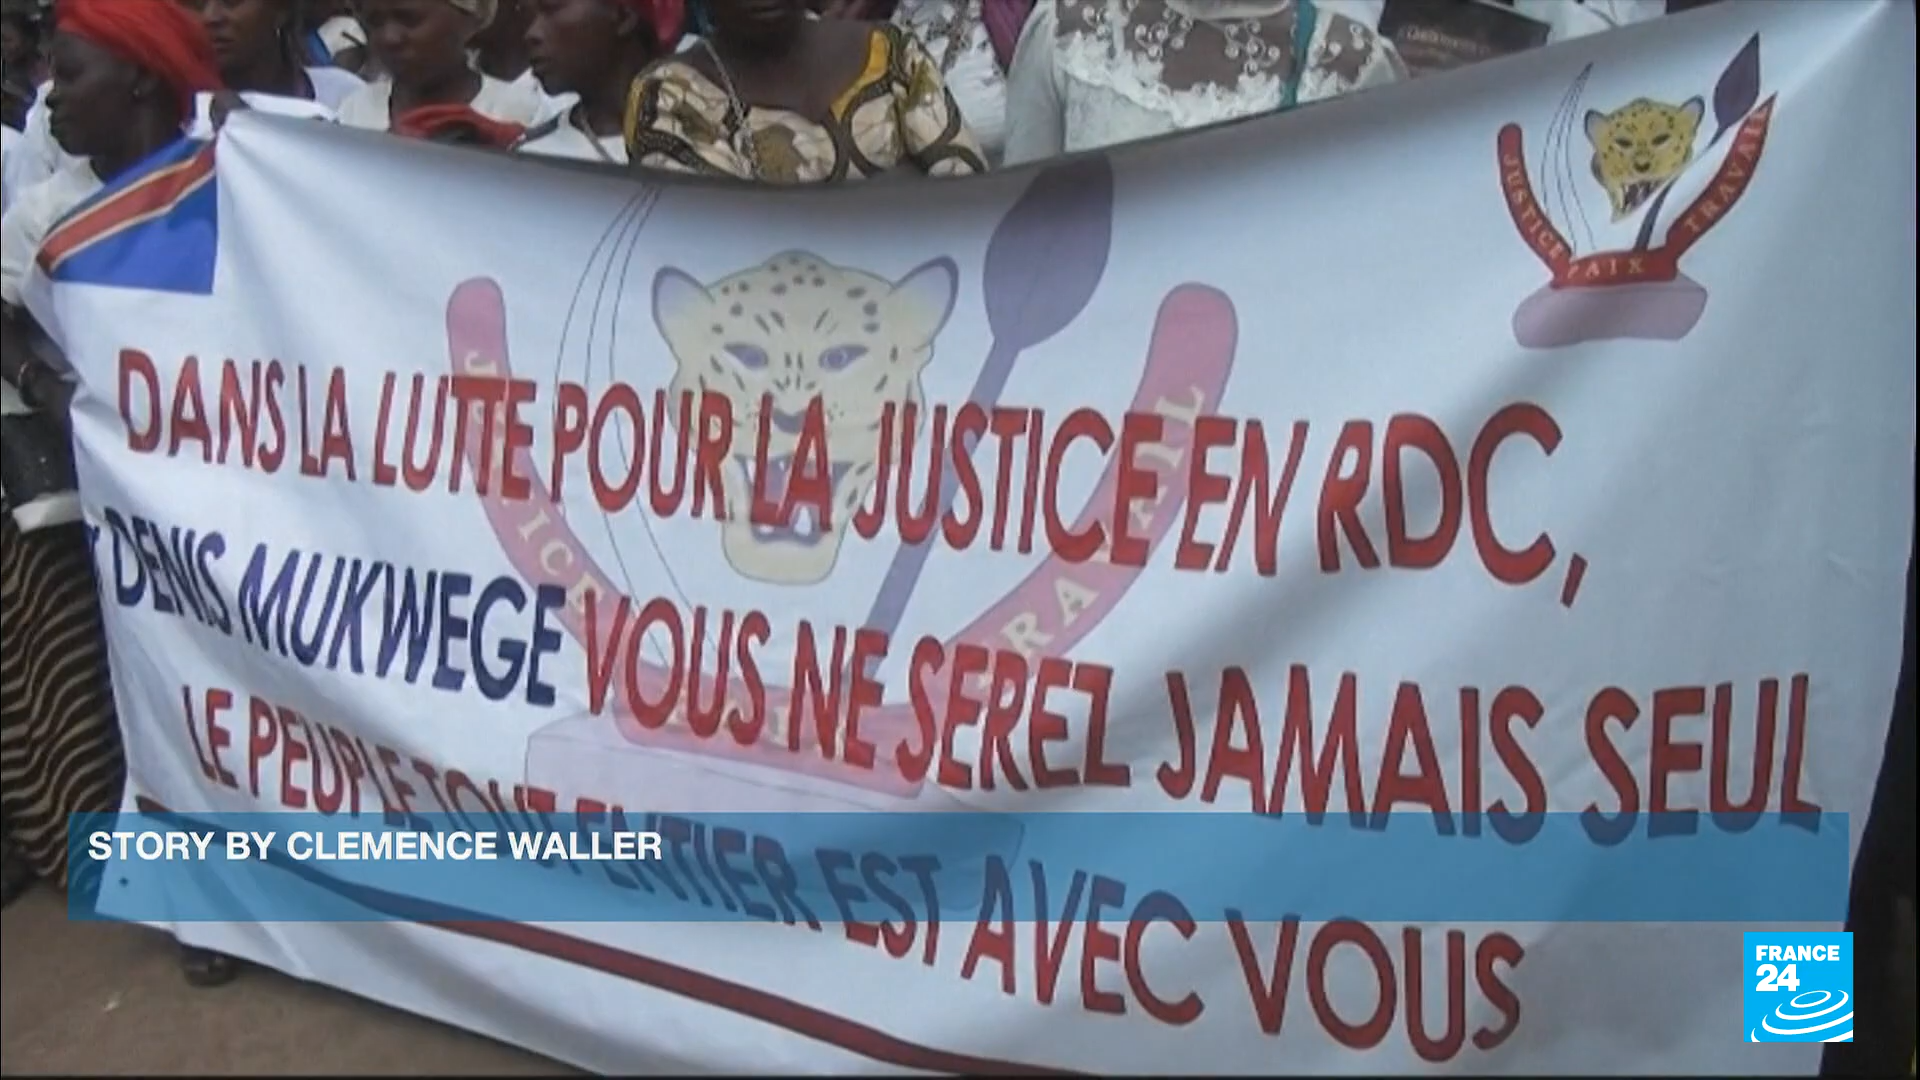 JUSTICE PAIX TRAVAIL
DANS LA LUTTE POUR LA JUSTICE EN RDC,
DENIS MUKWEGE VOUS NE SEREZ JAMAIS SEUL
LE PEUPLE TOUT ENTIER EST AVEC VOUS
STORY BY CLEMENCE WALLER
FRANCE
24